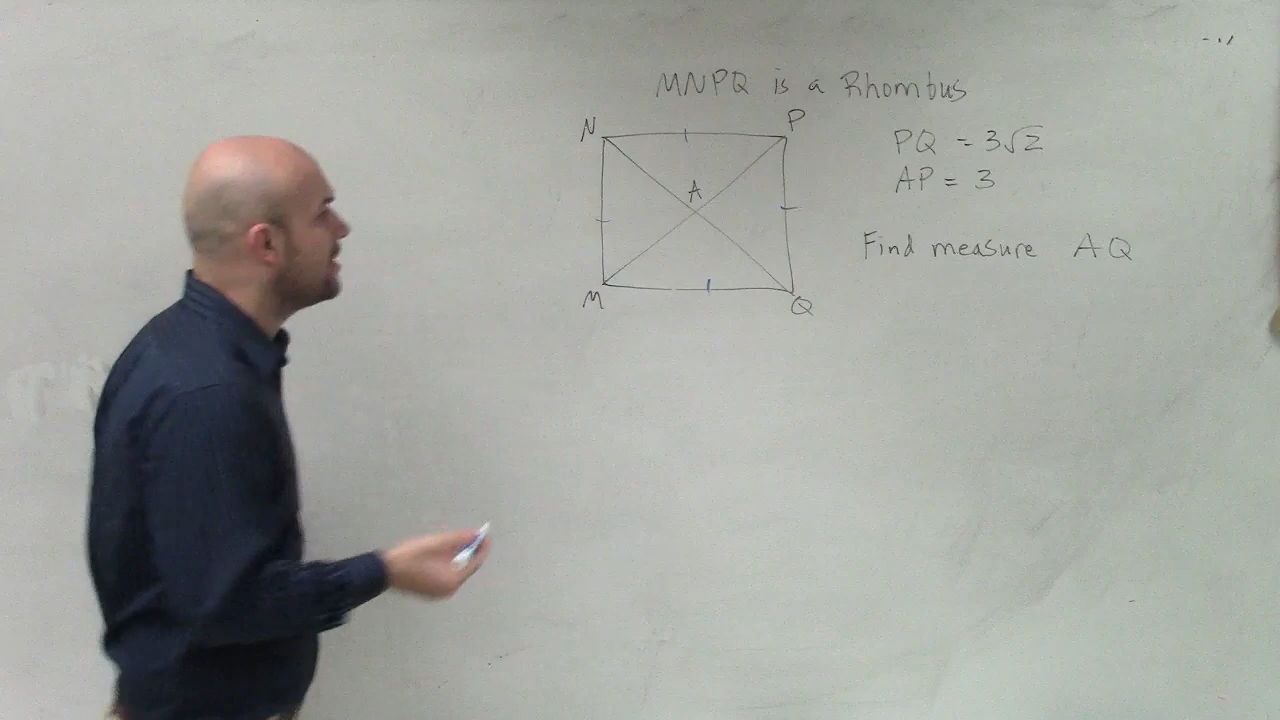 MNPQ is a Rhombus
N P
PQ = 3√2
AP = 3
A
Find measure AQ
M Q